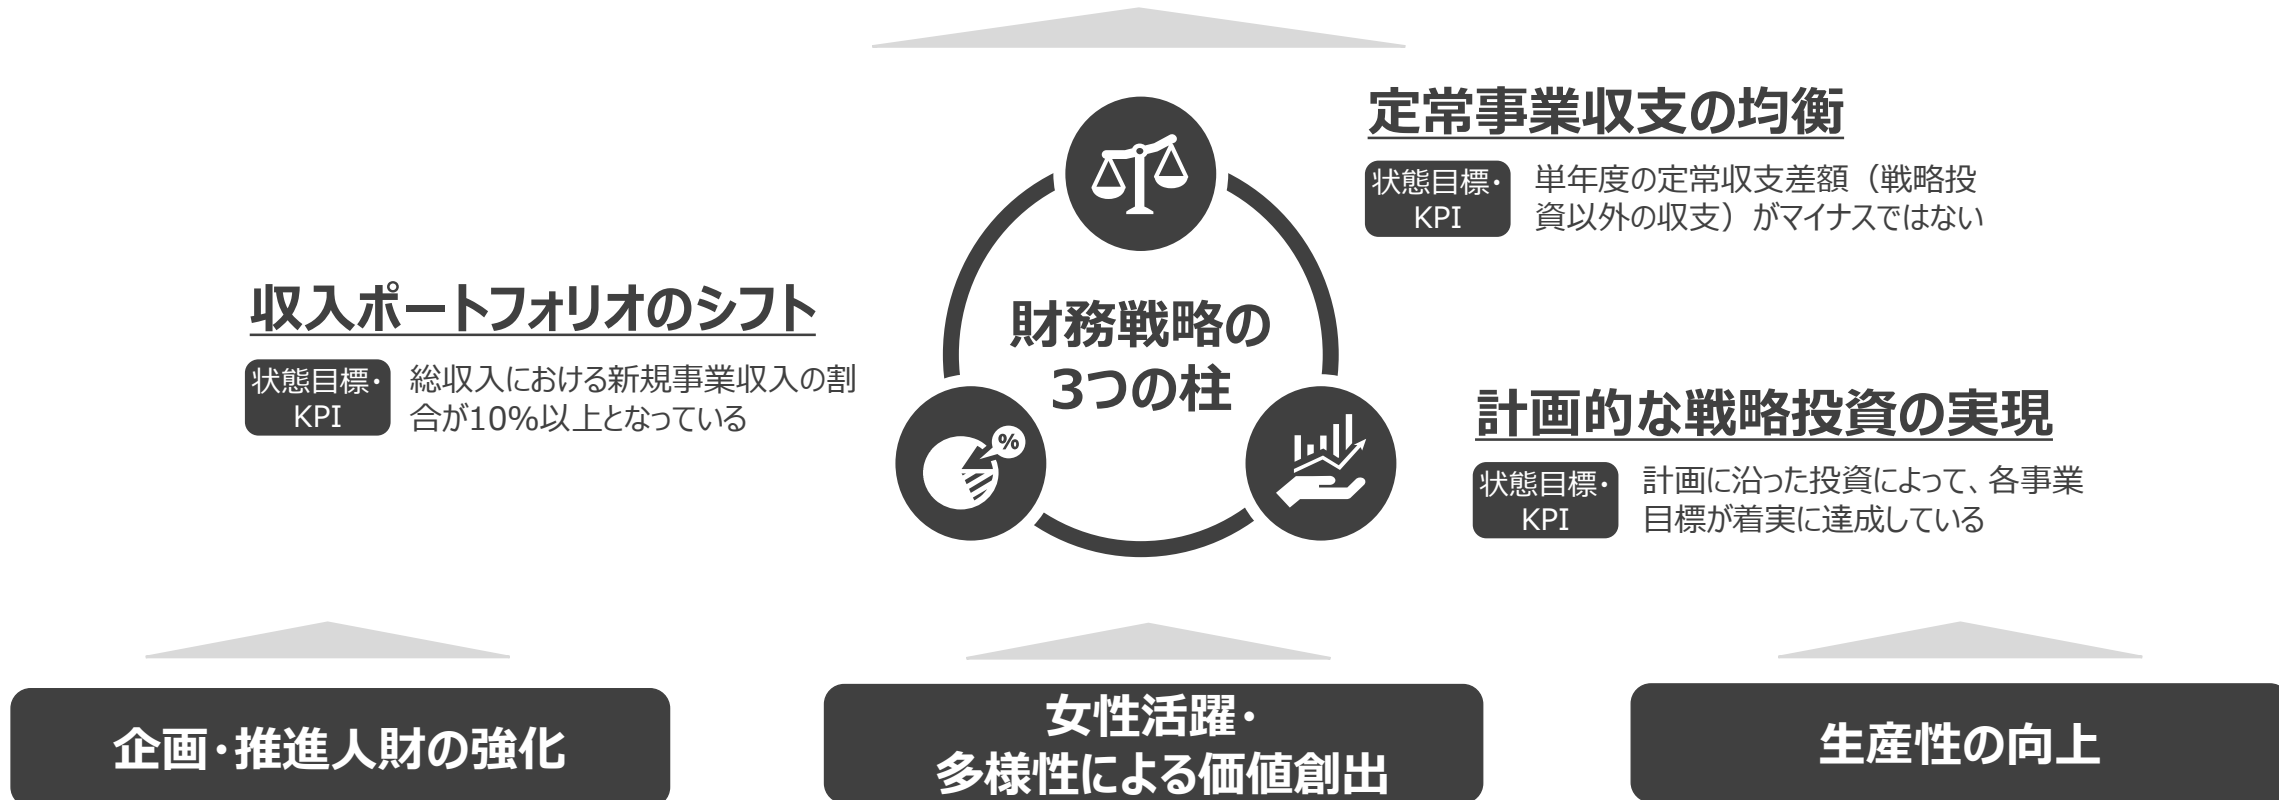 定常事業収支の均衡
状態目標・
KPI
単年度の定常収支差額（戦略投
資以外の収支）がマイナスではない
収入ポートフォリオのシフト
状態目標・
KPI
総収入における新規事業収入の割
合が10%以上となっている
財務戦略の
3つの柱
%
計画的な戦略投資の実現
状態目標・
KPI
計画に沿った投資によって、各事業
目標が着実に達成している
企画・推進人財の強化
女性活躍・
多様性による価値創出
生産性の向上